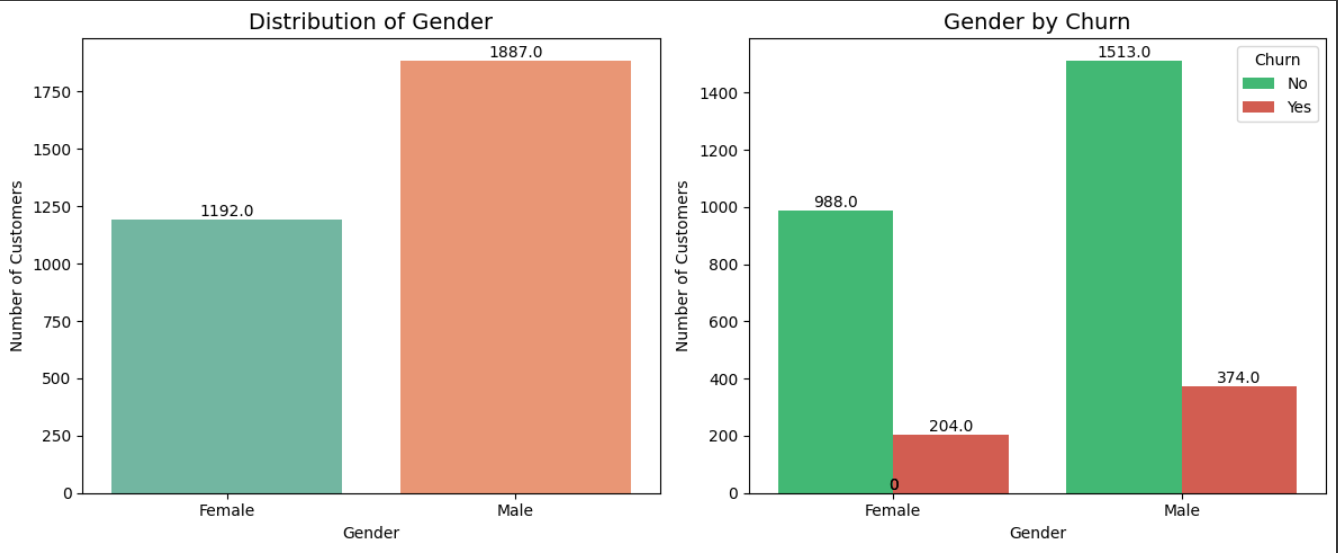 Distribution of Gender
Number of Customers
1750
1500
1250
1000
750
500
250
0
1192.0
1887.0
Female
Male
Gender
Gender by Churn
Number of Customers
1400
1200
1000
800
600
400
200
0
988.0
204.0
0
1513.0
374.0
Churn
No
Yes
Female
Male
Gender